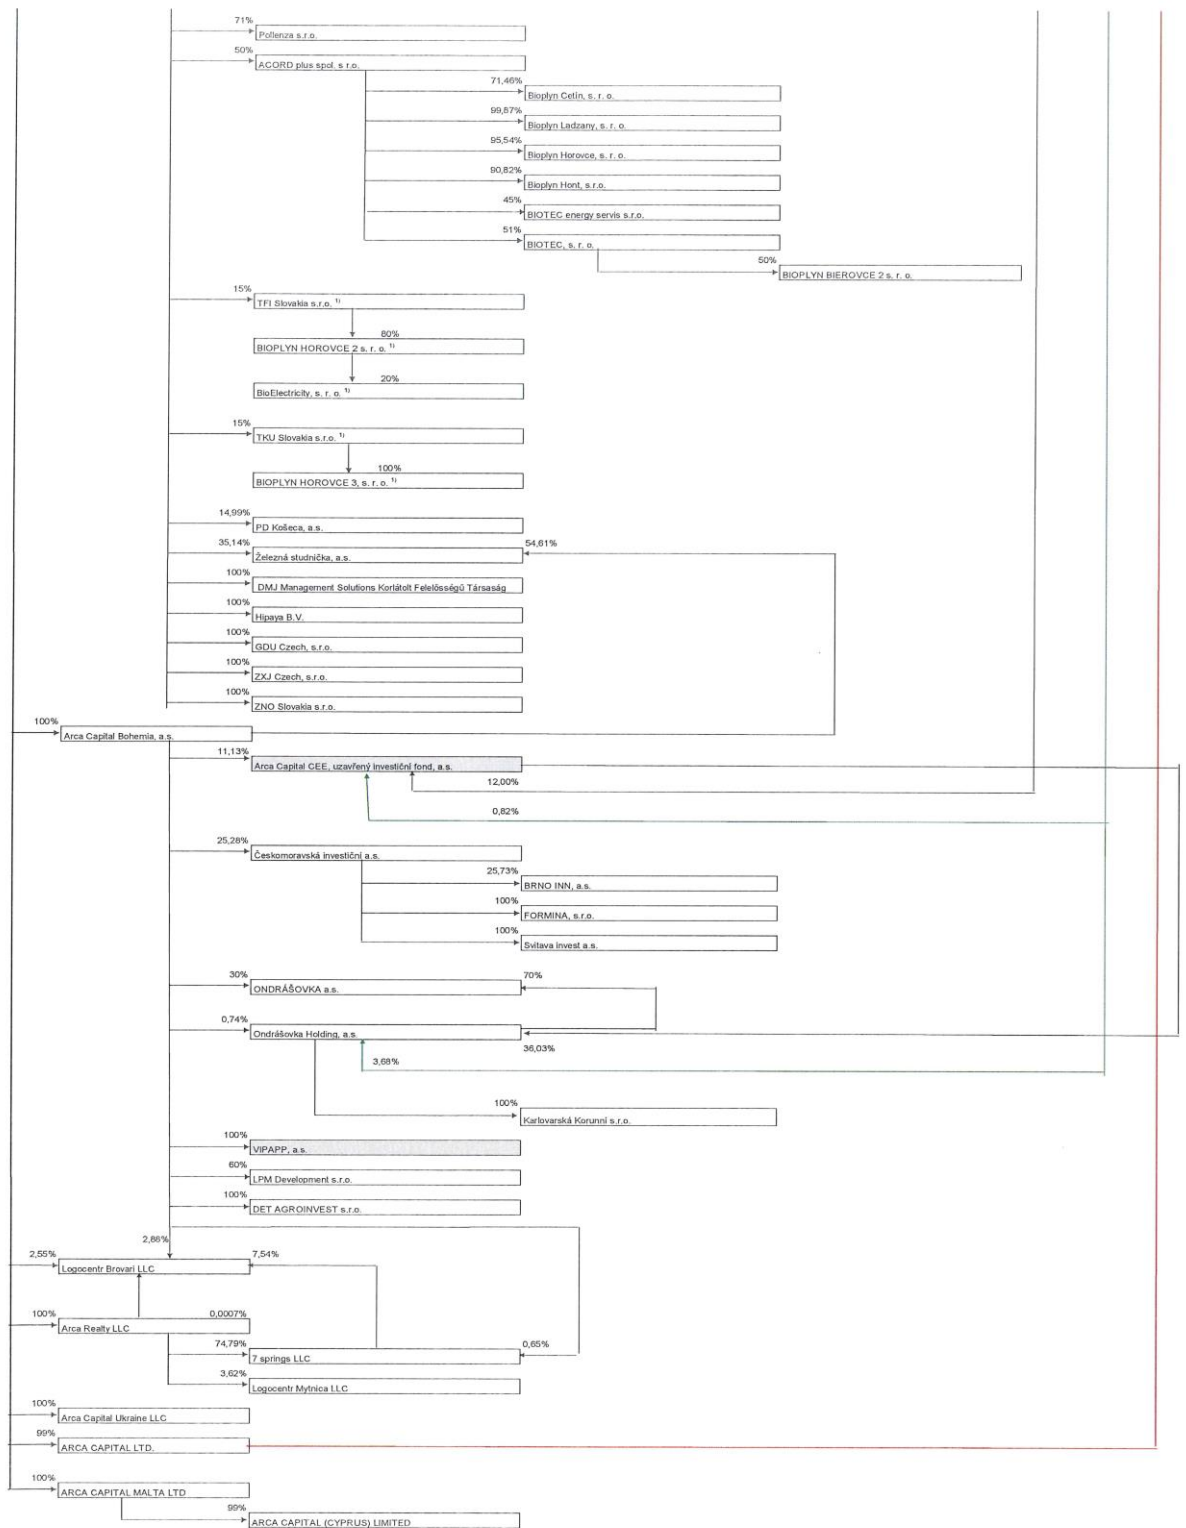 71%
Pollenza s.r.o.
50%
ACORD plus spol. s r.o.
71,46%
Bioplyn Cetín, s. r. o.
99,87%
Bioplyn Ladzany, s. r. o.
95,54%
Bioplyn Horovce, s. r. o.
90,82%
Bioplyn Hont, s.r.o.
45%
BIOTEC energy servis s.r.o.
51%
BIOTEC, s. r. o.
50%
BIOPLYN BIEROVCE 2 s. r. o.
15%
TFI Slovakia s.r.o. 1)
80%
BIOPLYN HOROVCE 2 s. r. o. 1)
20%
BioElectricity, s. r. o. 1)
15%
TKU Slovakia s.r.o. 1)
100%
BIOPLYN HOROVCE 3, s. r. o. 1)
14,99%
PD Košeca, a.s.
35,14% 54,61%
Železná studnička, a.s.
100%
DMJ Management Solutions Korlátolt Felelősségű Társaság
100%
Hipaya B.V.
100%
GDU Czech, s.r.o.
100%
ZXJ Czech, s.r.o.
100%
ZNO Slovakia s.r.o.
100%
Arca Capital Bohemia, a.s.
11,13%
Arca Capital CEE, uzavřený investiční fond, a.s.
12,00%
0,82%
25,28%
Českomoravská investiční a.s.
25,73%
BRNO INN, a.s.
100%
FORMINA, s.r.o.
100%
Svitava invest a.s.
30% 70%
ONDRÁŠOVKA a.s.
0,74%
Ondrášovka Holding, a.s.
36,03%
3,68%
100%
Karlovarská Korunní s.r.o.
100%
VIPAPP, a.s.
60%
LPM Development s.r.o.
100%
DET AGROINVEST s.r.o.
2,86%
2,55% 7,54%
Logocentr Brovari LLC
100% 0,0007%
Arca Realty LLC
74,79% 0,65%
7 springs LLC
3,62%
Logocentr Mytnica LLC
100%
Arca Capital Ukraine LLC
99%
ARCA CAPITAL LTD.
100%
ARCA CAPITAL MALTA LTD
99%
ARCA CAPITAL (CYPRUS) LIMITED